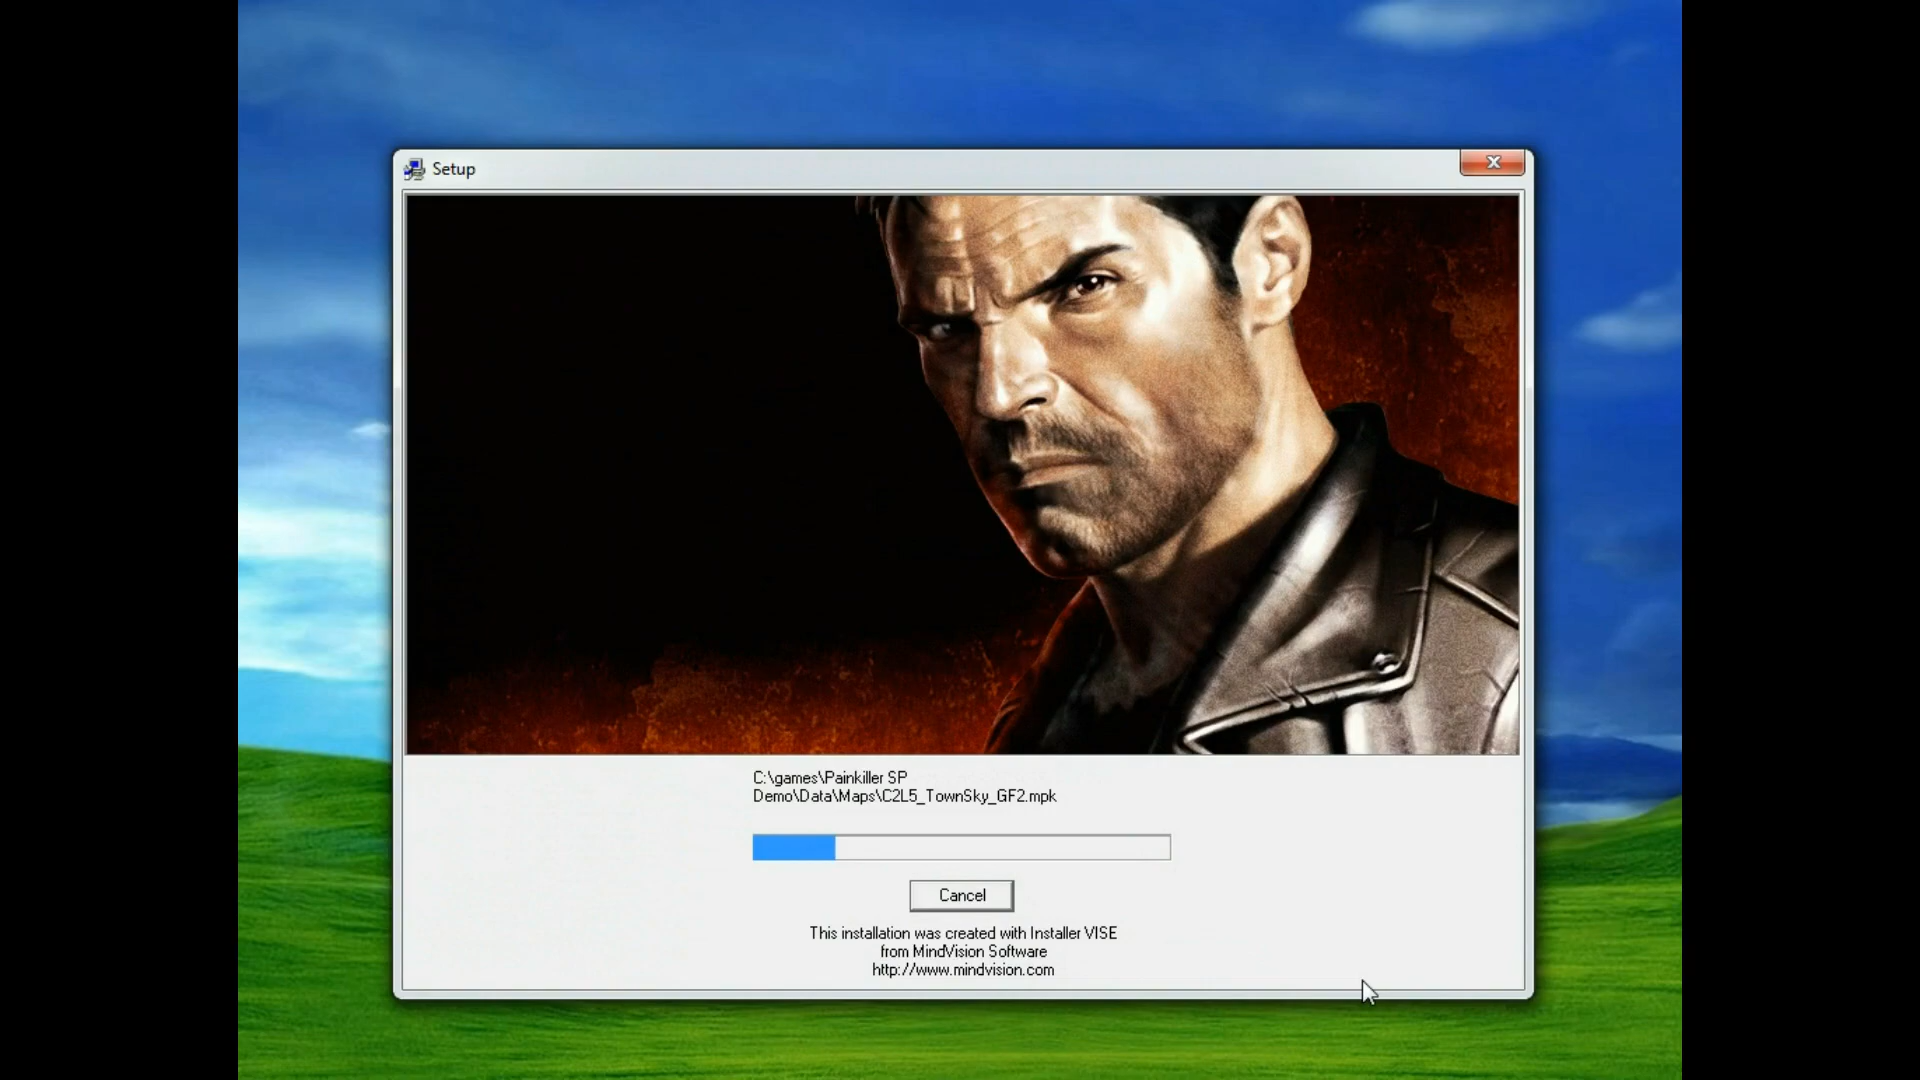 Setup
C:\games\Painkiller SP
Demo\Data\Maps\C2L5_TownSky_GF2.mpk
Cancel
This installation was created with Installer VISE
from MindVision Software
http://www.mindvision.com